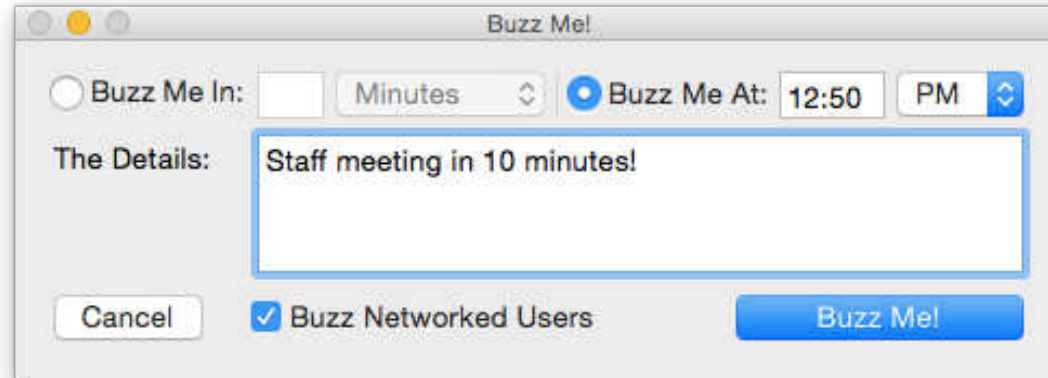 Buzz Me!
Buzz Me In: Minutes Buzz Me At: 12:50 PM
The Details: Staff meeting in 10 minutes!
Cancel Buzz Networked Users Buzz Me!